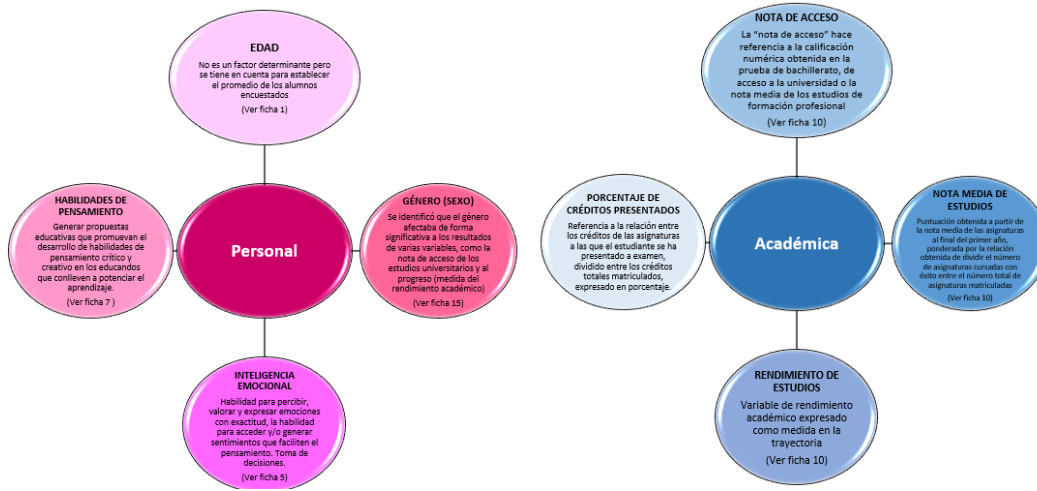 EDAD
No es un factor determinante pero
se tiene en cuenta para establecer
el promedio de los alumnos
encuestados
(Ver ficha 1)
HABILIDADES DE
PENSAMIENTO
Generar propuestas
educativas que promuevan el
desarrollo de habilidades de
pensamiento crítico y
creativo en los educandos
que conlleven a potenciar el
aprendizaje.
(Ver ficha 7 )
Personal
GÉNERO (SEXO)
Se identificó que el género
afectaba de forma
significativa a los resultados
de varias variables, como la
nota de acceso de los
estudios universitarios y al
progreso (medida del
rendimiento académico)
(Ver ficha 15)
INTELIGENCIA
EMOCIONAL
Habilidad para percibir,
valorar y expresar emociones
con exactitud, la habilidad
para acceder y/o generar
sentimientos que faciliten el
pensamiento. Toma de
decisiones.
(Ver ficha 5)
NOTA DE ACCESO
La “nota de acceso” hace
referencia a la calificación
numérica obtenida en la
prueba de bachillerato, de
acceso a la universidad o la
nota media de los estudios de
formación profesional
(Ver ficha 10)
PORCENTAJE DE
CRÉDITOS PRESENTADOS
Referencia a la relación entre
los créditos de las asignaturas
a las que el estudiante se ha
presentado a examen,
dividido entre los créditos
totales matriculados,
expresado en porcentaje.
Académica
NOTA MEDIA DE
ESTUDIOS
Puntuación obtenida a partir de
la nota media de las asignaturas
al final del primer año,
ponderada por la relación
obtenida de dividir el número
de asignaturas cursadas con
éxito entre el número total de
asignaturas matriculadas
(Ver ficha 10)
RENDIMIENTO DE
ESTUDIOS
Variable de rendimiento
académico expresado
como medida en la
trayectoria
(Ver ficha 10)